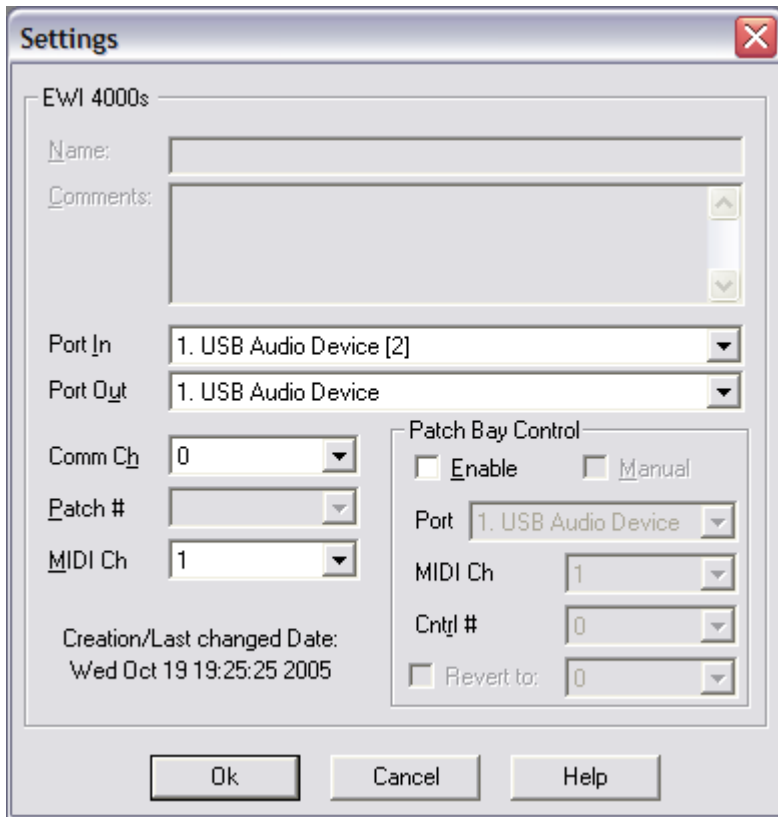 Settings
EWI 4000s
Name:
Comments:
Port In 1. USB Audio Device [2]
Port Out 1. USB Audio Device
Comm Ch 0
Patch #
MIDI Ch 1
Creation/Last changed Date:
Wed Oct 19 19:25:25 2005
Patch Bay Control
Enable Manual
Port 1. USB Audio Device
MIDI Ch 1
Cntrl # 0
Revert to: 0
Ok Cancel Help